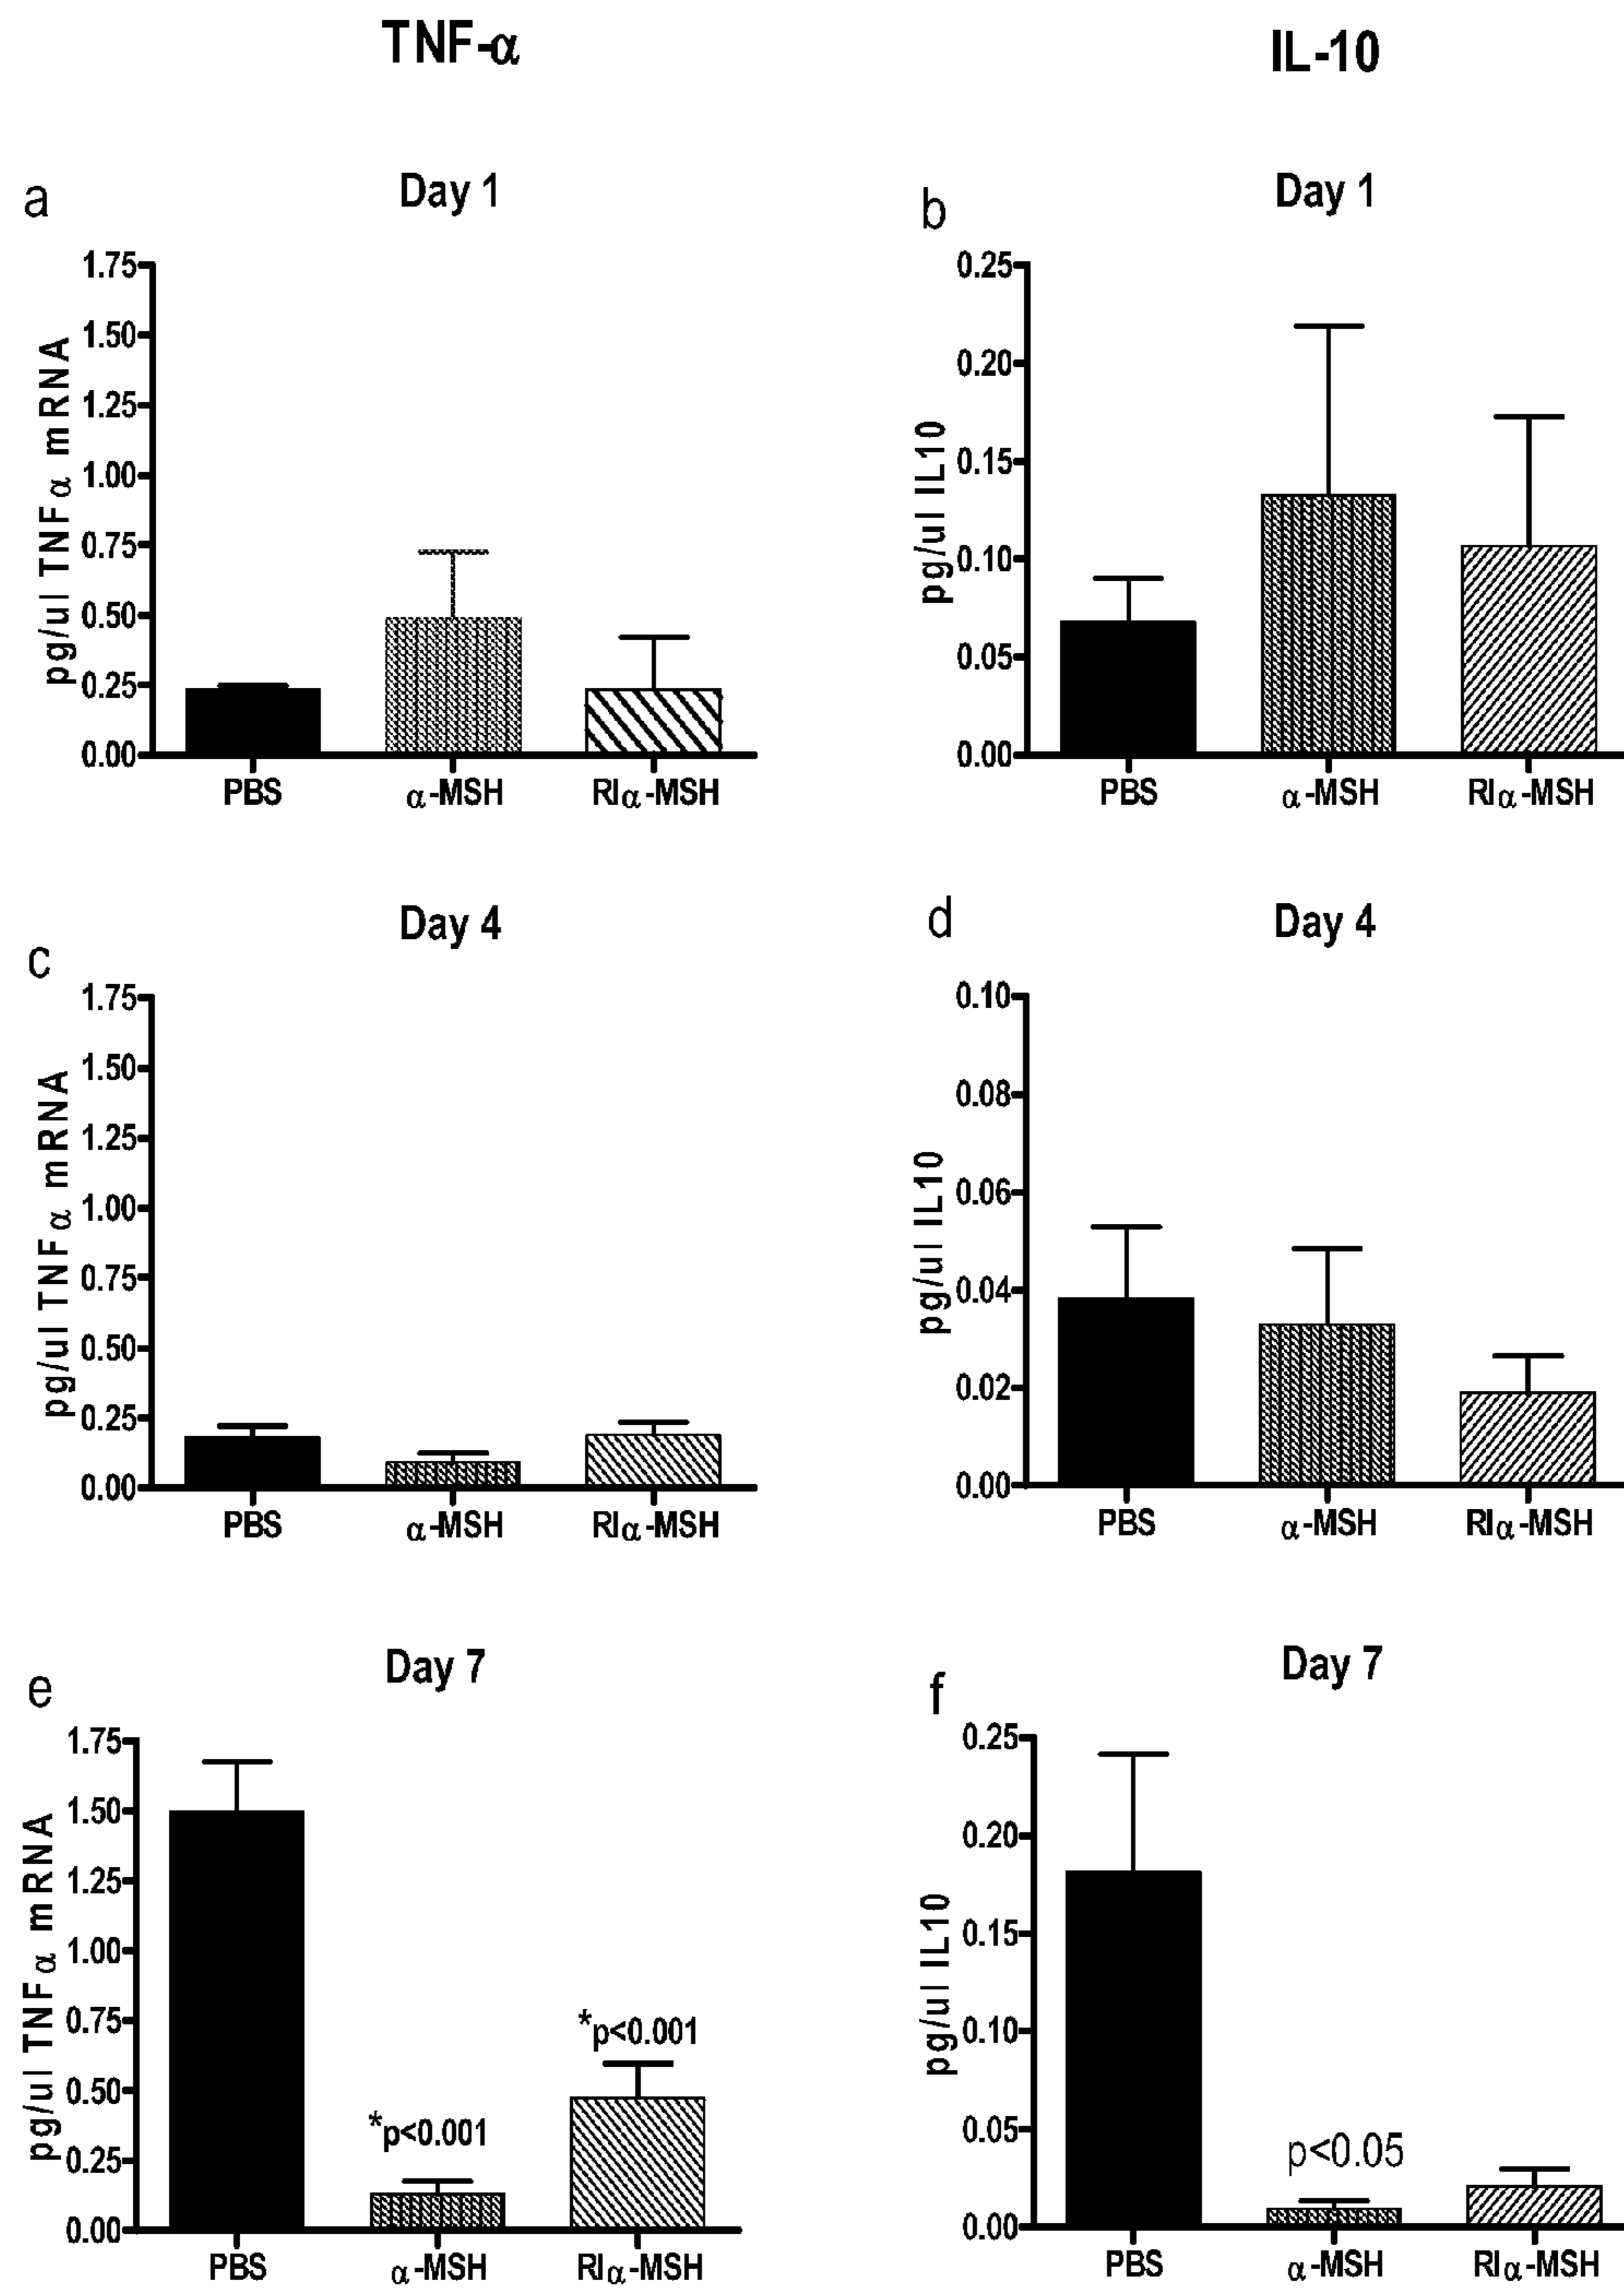 TNF-α
IL-10
a
Day 1
1.75
1.50
1.25
1.00
0.75
0.50
0.25
0.00
pg/ul TNFα mRNA
PBS
α-MSH
RIα-MSH
b
Day 1
0.25
0.20
0.15
0.10
0.05
0.00
pg/ul IL10
PBS
α-MSH
RIα-MSH
c
Day 4
1.75
1.50
1.25
1.00
0.75
0.50
0.25
0.00
pg/ul TNFα mRNA
PBS
α-MSH
RIα-MSH
d
Day 4
0.10
0.08
0.06
0.04
0.02
0.00
pg/ul IL10
PBS
α-MSH
RIα-MSH
e
Day 7
1.75
1.50
1.25
1.00
0.75
0.50
0.25
0.00
pg/ul TNFα mRNA
*p<0.001
*p<0.001
PBS
α-MSH
RIα-MSH
f
Day 7
0.25
0.20
0.15
0.10
0.05
0.00
pg/ul IL10
p<0.05
PBS
α-MSH
RIα-MSH